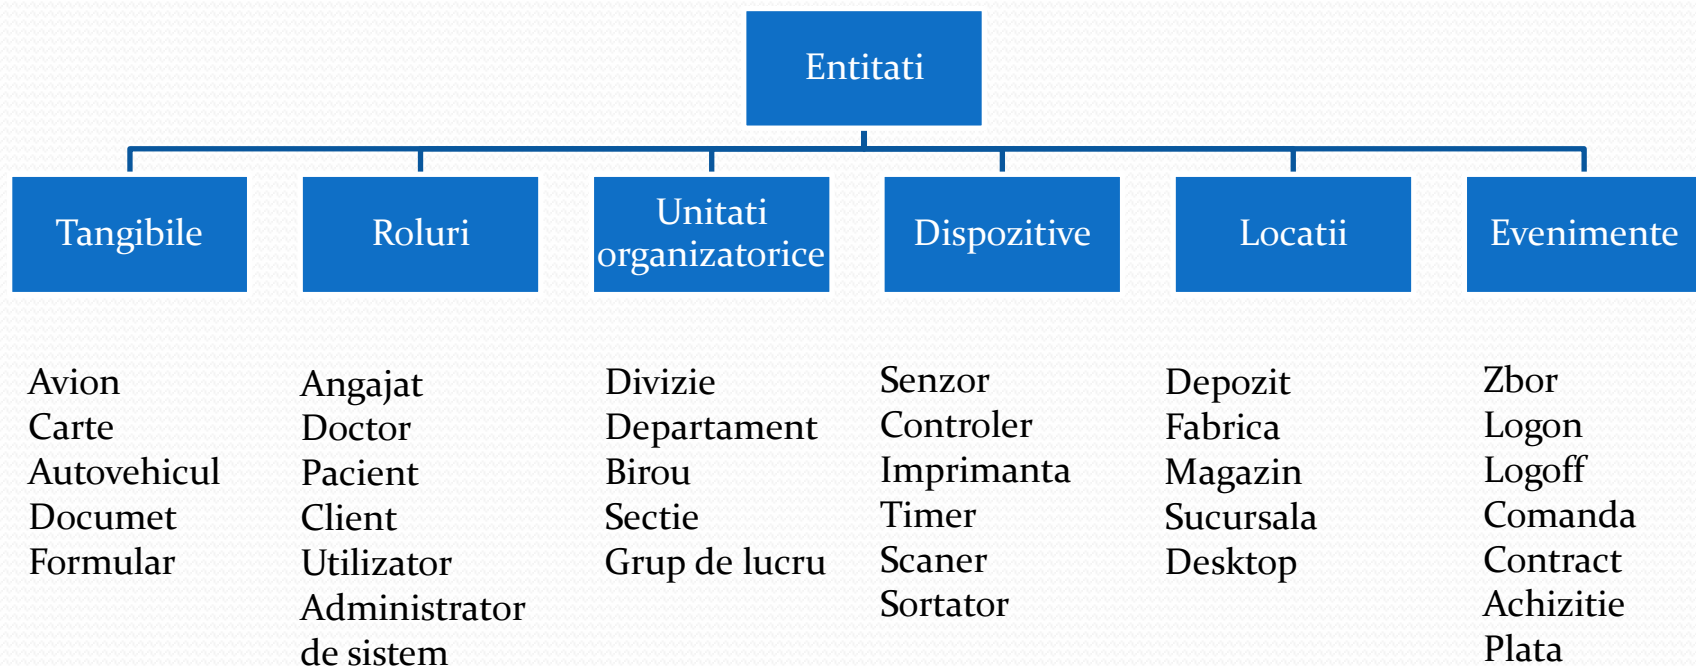 Entitati
Tangibile
Roluri
Unitati
organizatorice
Dispozitive
Locatii
Evenimente
Avion
Carte
Autovehicul
Documet
Formular
Angajat
Doctor
Pacient
Client
Utilizator
Administrator
de sistem
Divizie
Departament
Birou
Sectie
Grup de lucru
Senzor
Controler
Imprimanta
Timer
Scaner
Sortator
Depozit
Fabrica
Magazin
Sucursala
Desktop
Zbor
Logon
Logoff
Comanda
Contract
Achizitie
Plata